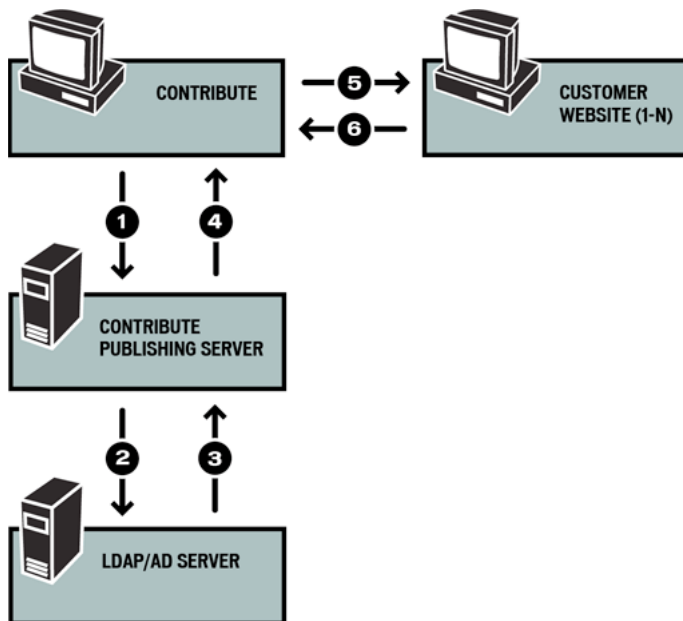 CONTRIBUTE
5
CUSTOMER
WEBSITE (1-N)
6
1
4
CONTRIBUTE
PUBLISHING SERVER
2
3
LDAP/AD SERVER